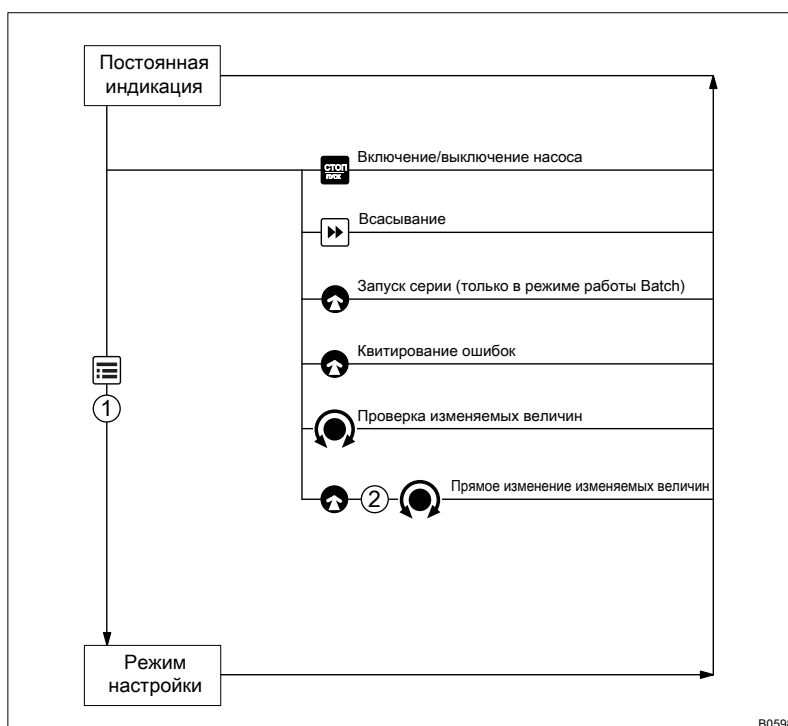 Постоянная
индикация
СТОП
ПУСК
Включение/выключение насоса
Всасывание
Запуск серии (только в режиме работы Batch)
Квитирование ошибок
1
Проверка изменяемых величин
2
Прямое изменение изменяемых величин
Режим
настройки